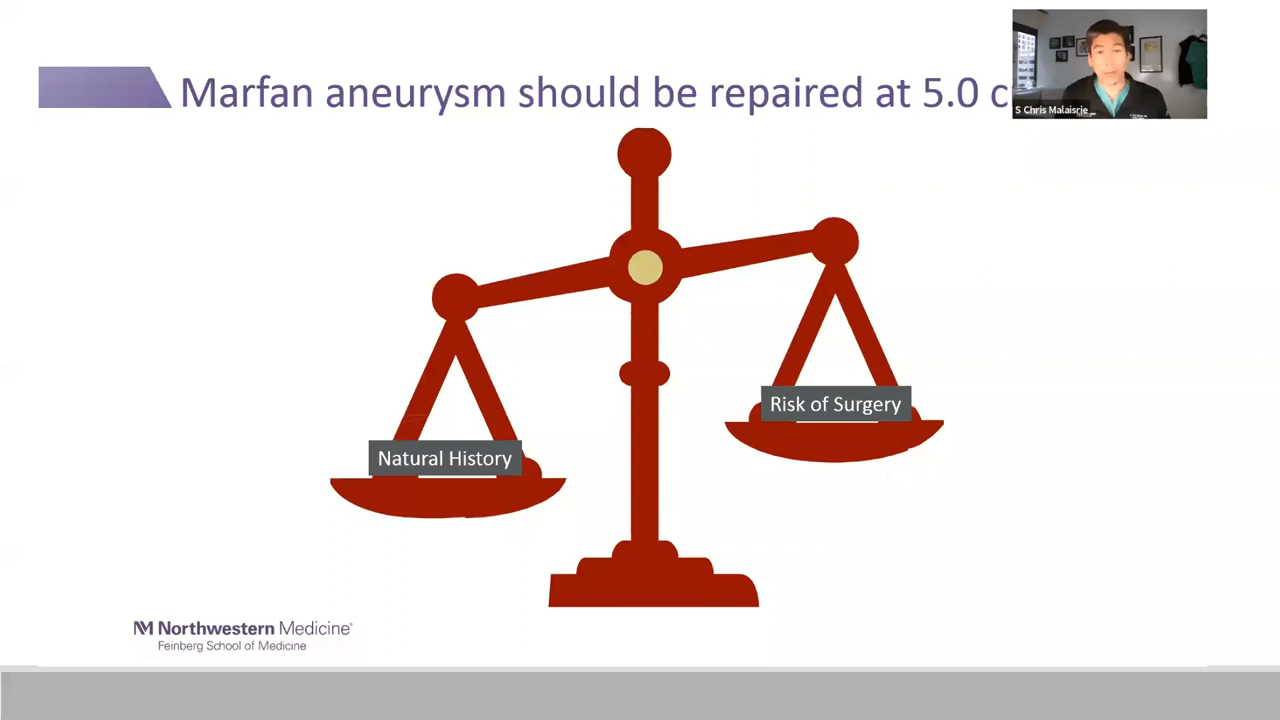 Marfan aneurysm should be repaired at 5.0 c
S Chris Malaisrie
Risk of Surgery
Natural History
Northwestern Medicine®
Feinberg School of Medicine